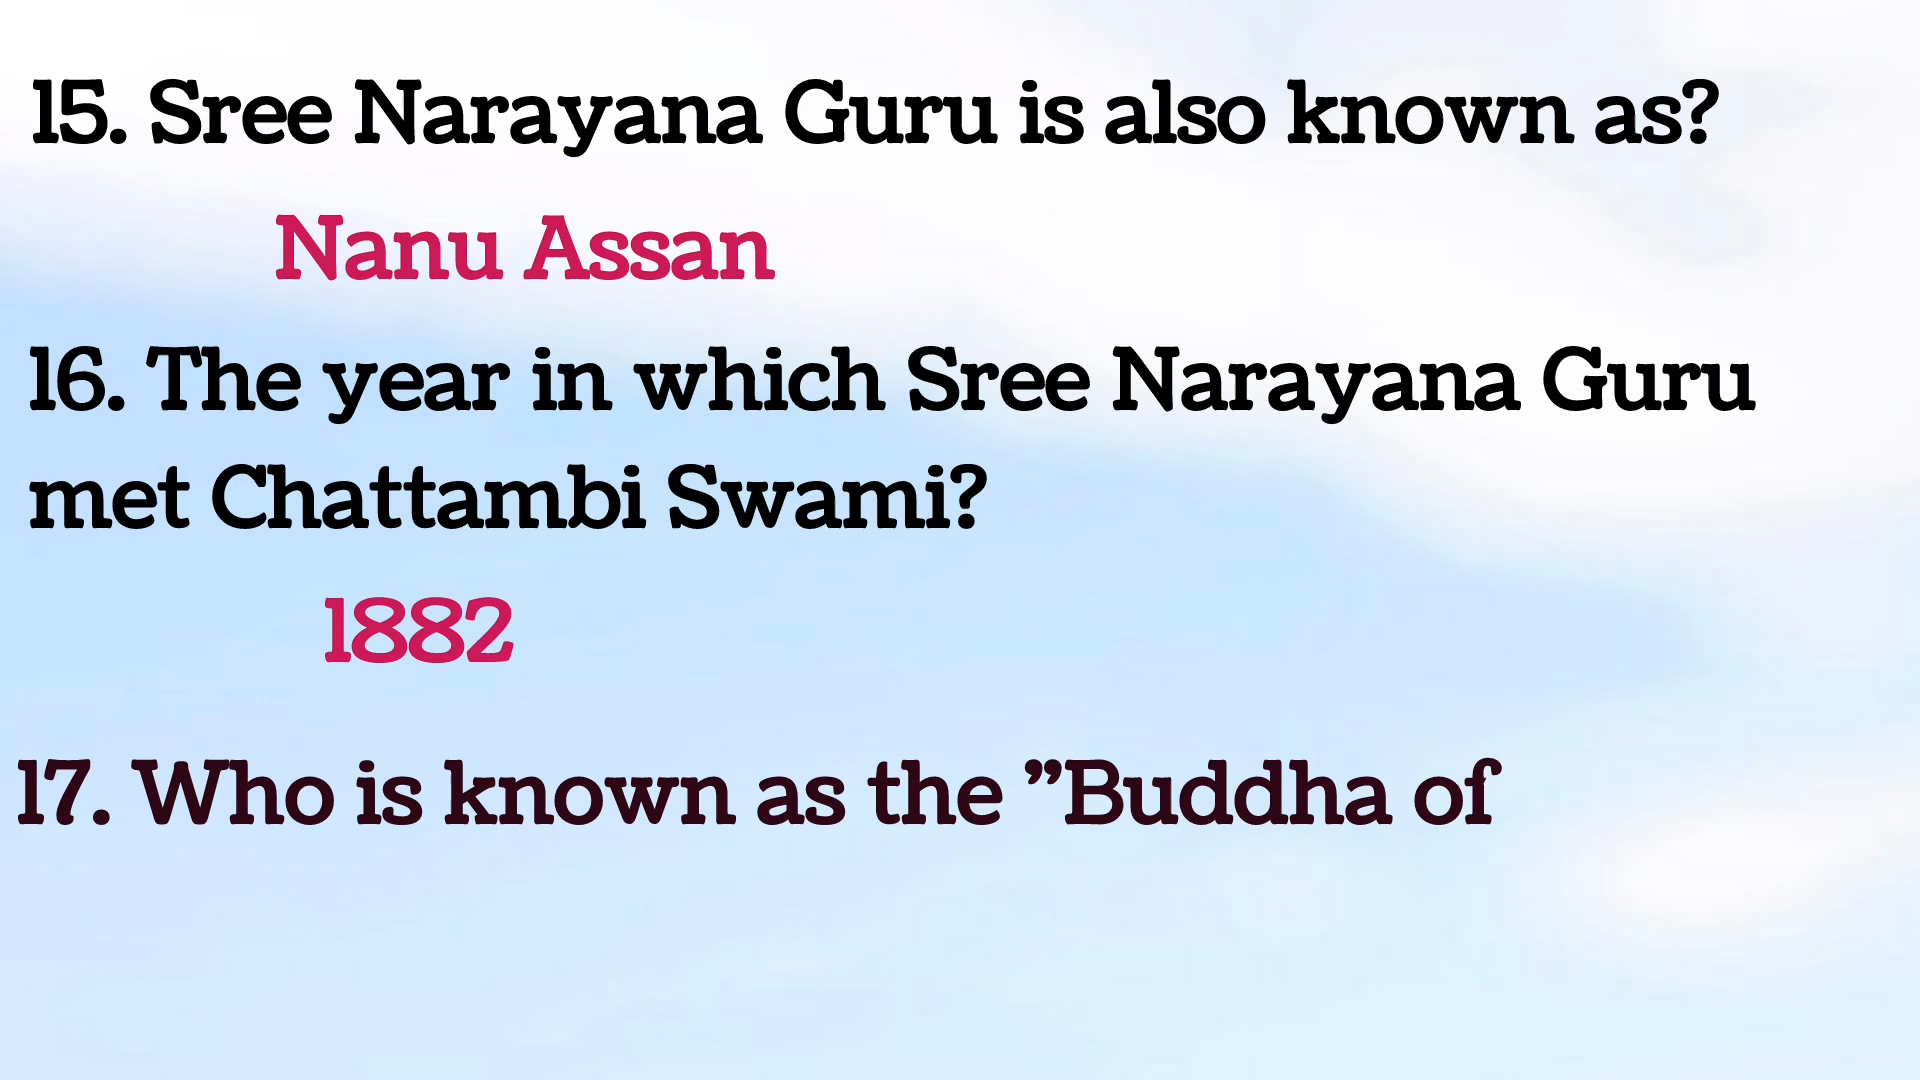 15. Sree Narayana Guru is also known as?
Nanu Assan
16. The year in which Sree Narayana Guru
met Chattambi Swami?
1882
17. Who is known as the ”Buddha of